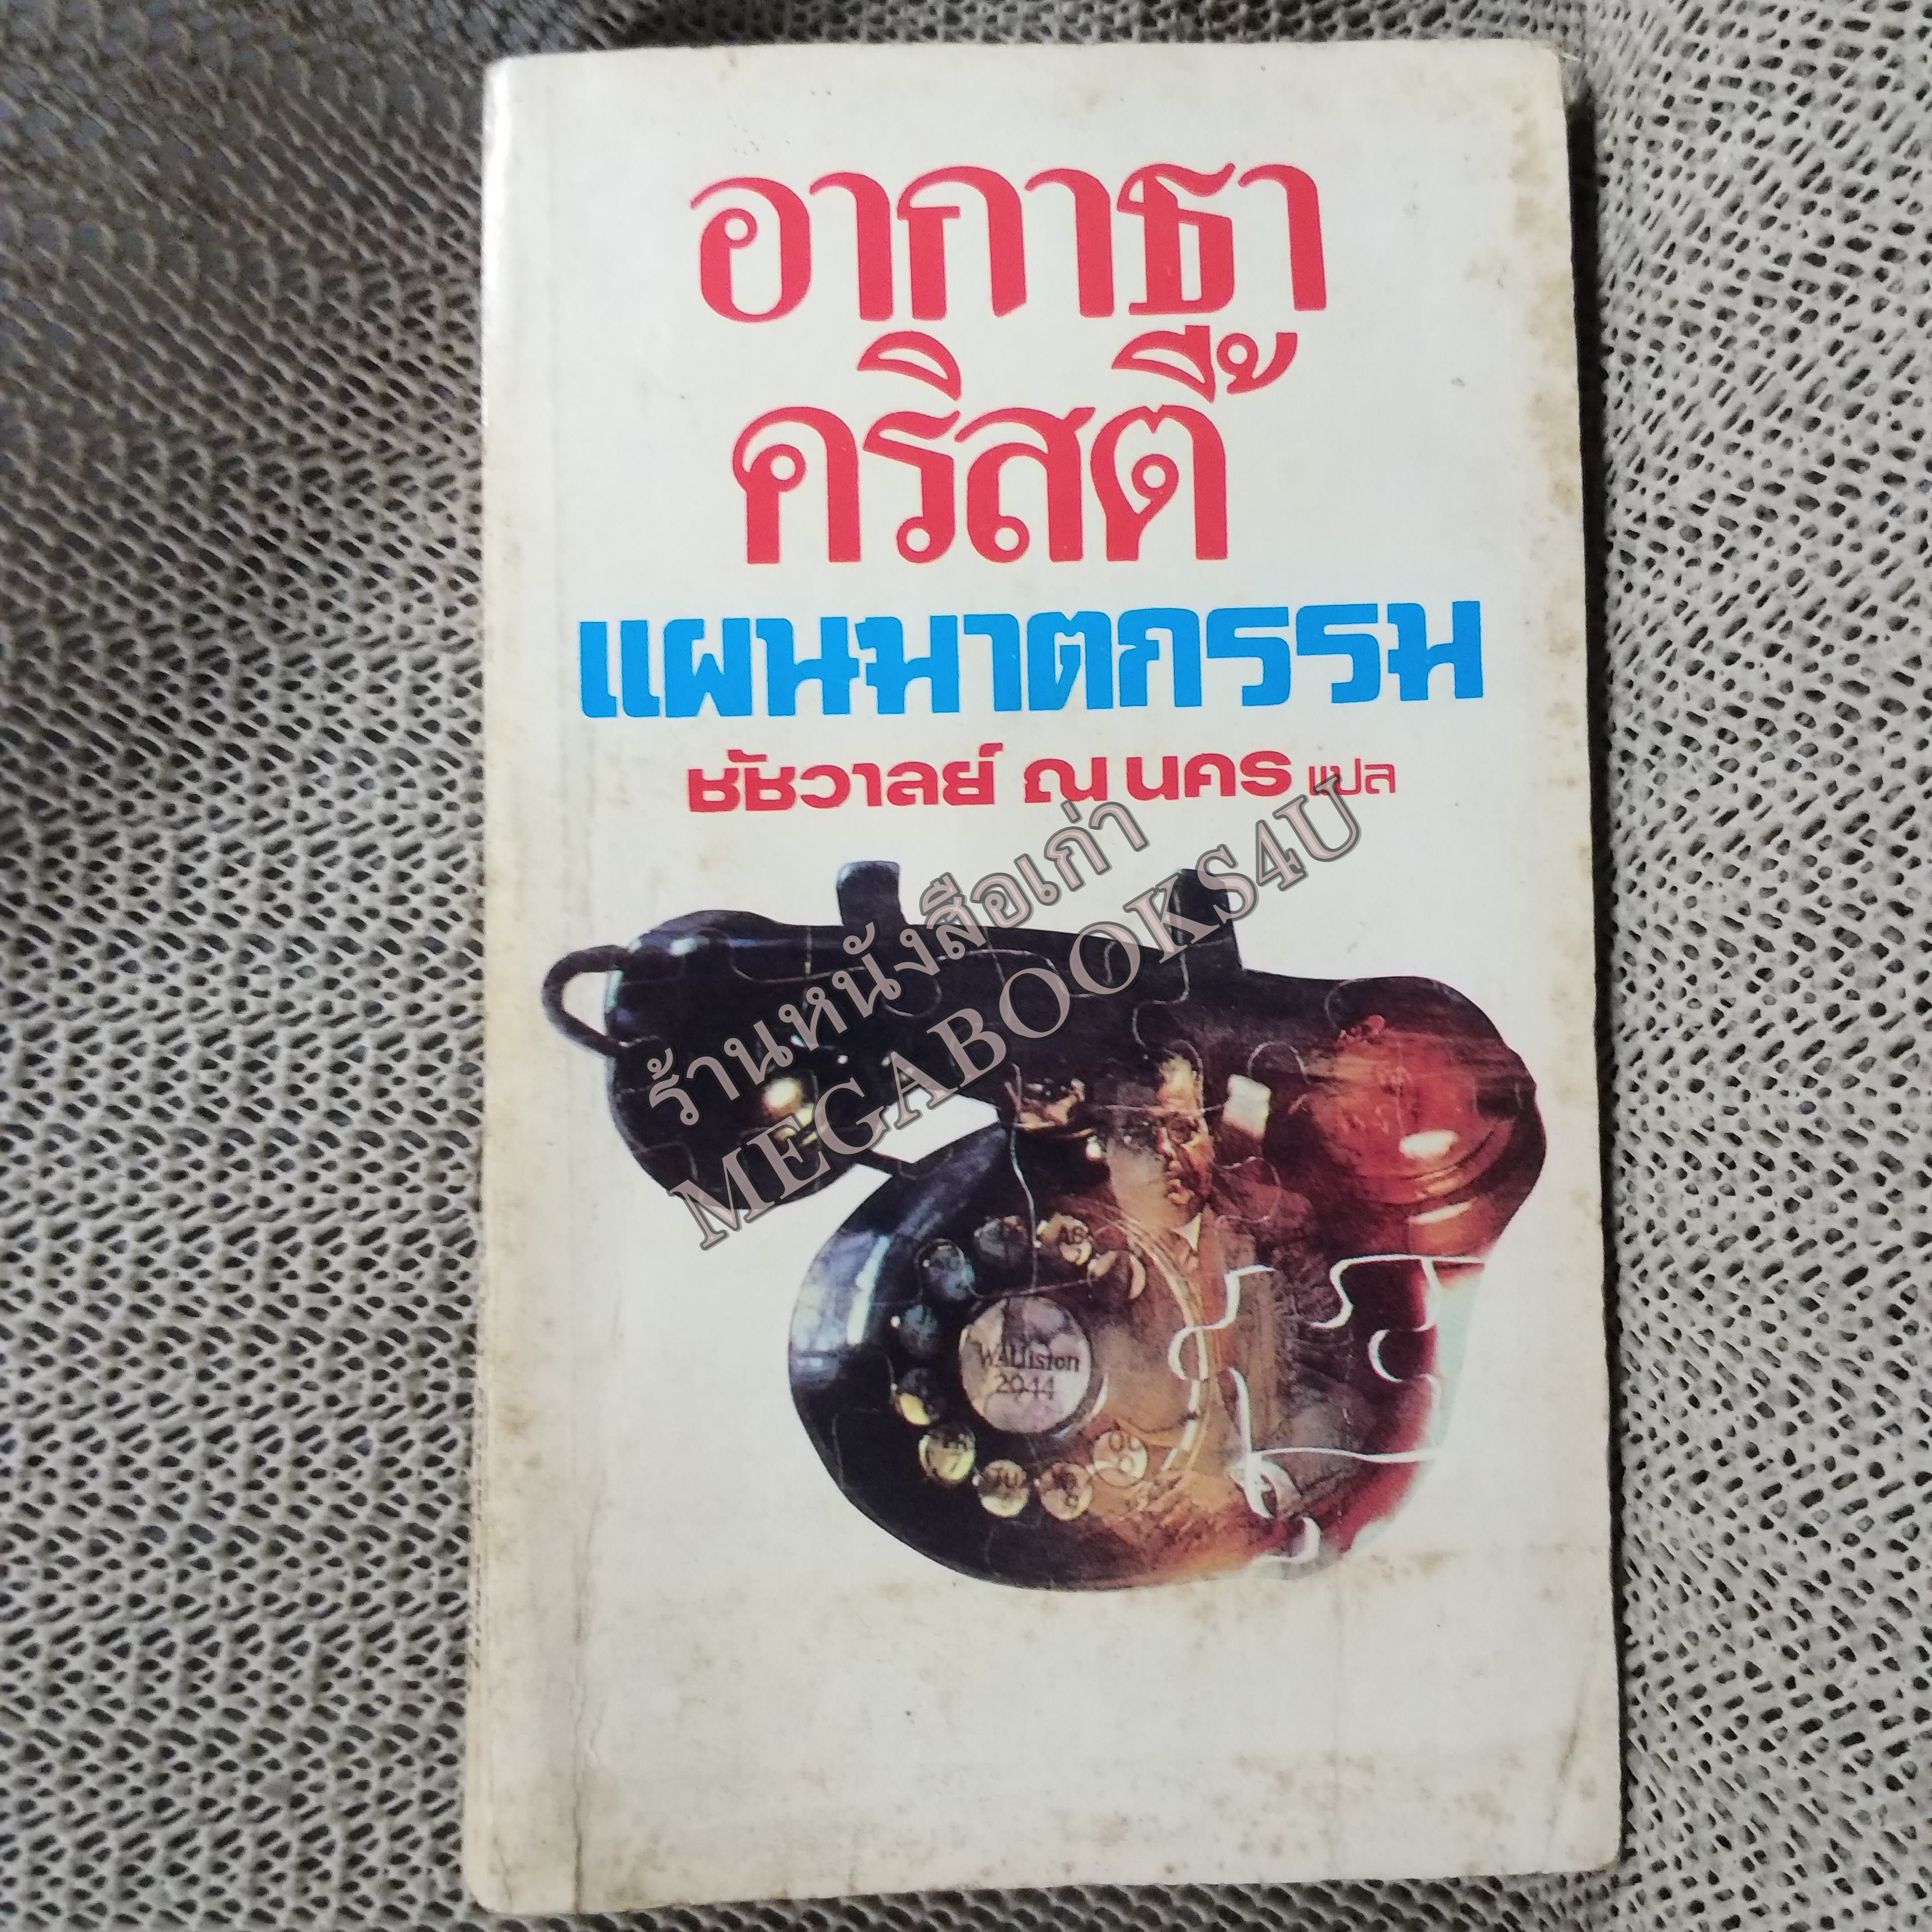 อากาธา
คริสตี้
แผนฆาตกรรม
ชัชวาลย์ ณ นคร แปล
ร้านหนังสือเก่า
MEGABOOKS4U
WALliston
2044